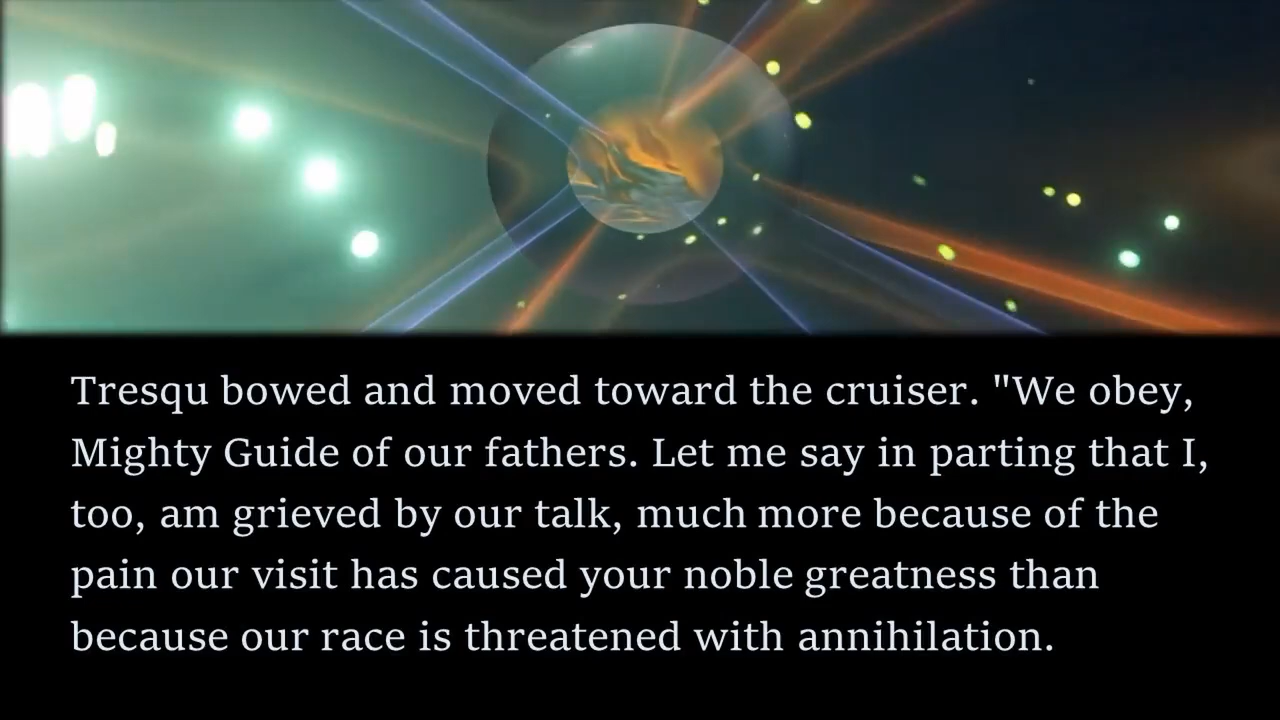 Tresqu bowed and moved toward the cruiser. "We obey,
Mighty Guide of our fathers. Let me say in parting that I,
too, am grieved by our talk, much more because of the
pain our visit has caused your noble greatness than
because our race is threatened with annihilation.